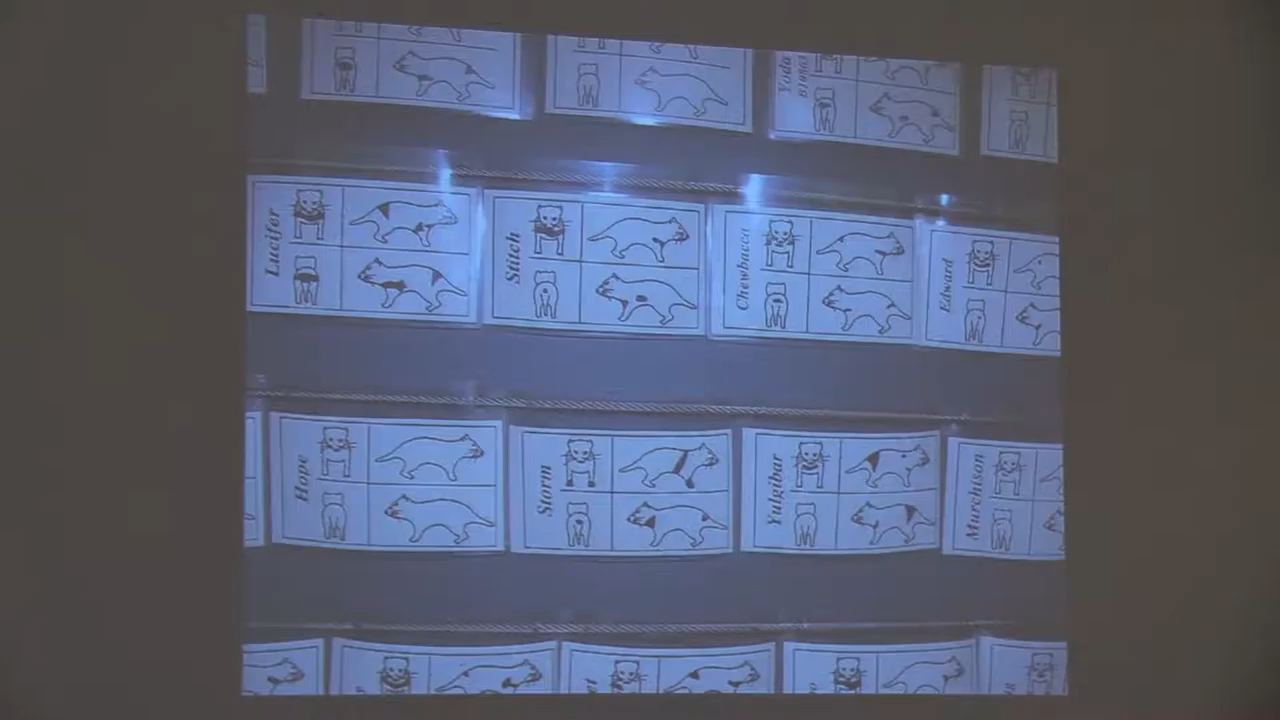 Yoda
Lucifer
Stitch
Chewbacca
Edward
Hope
Storm
Yulgibar
Murchison